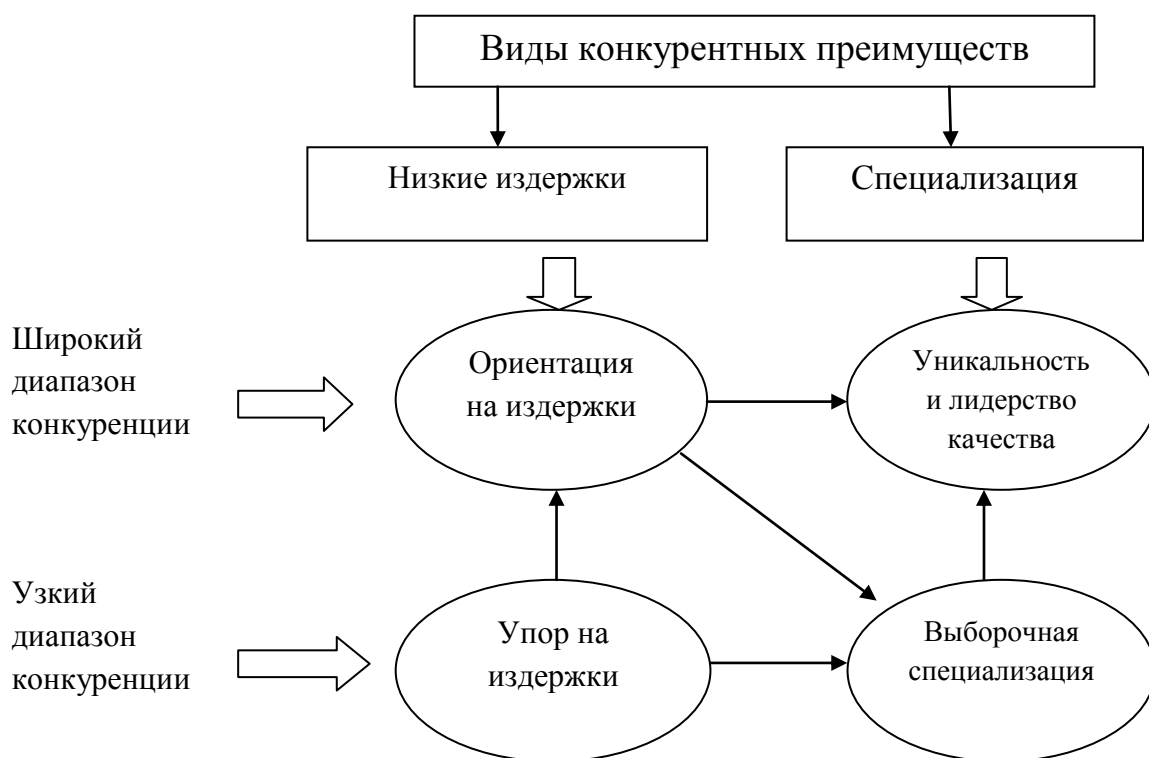 Виды конкурентных преимуществ
Низкие издержки
Специализация
Широкий
диапазон
конкуренции
Ориентация
на издержки
Уникальность
и лидерство
качества
Узкий
диапазон
конкуренции
Упор на
издержки
Выборочная
специализация